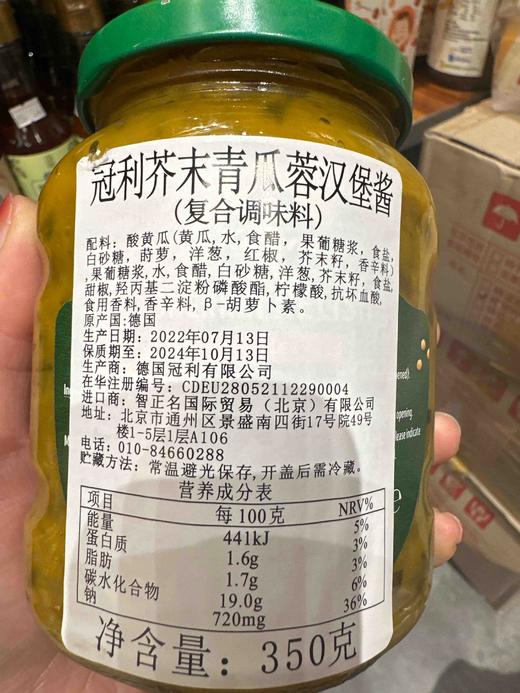 冠利芥末青瓜蓉汉堡酱
(复合调味料)
配料：酸黄瓜(黄瓜,水,食醋，果葡糖浆，食盐,
白砂糖，莳萝，洋葱，红椒，芥末籽，香辛料)
,果葡糖浆,水,食醋,白砂糖,洋葱,芥末籽,食盐,
甜椒,羟丙基二淀粉磷酸酯,柠檬酸,抗坏血酸,
食用香料,香辛料,β-胡萝卜素。
原产国:德国
生产日期：2022年07月13日
保质期至：2024年10月13日
生产商：德国冠利有限公司
在华注册编号：CDEU28052112290004
进口商：智正名国际贸易（北京）有限公司
地址：北京市通州区景盛南四街17号院49号
楼1-5层1层A106
电话：010-84660288
贮藏方法：常温避光保存,开盖后需冷藏。
营养成分表
项目 每100克 NRV%
能量 441kJ 5%
蛋白质 1.6g 3%
脂肪 1.7g 3%
碳水化合物 19.0g 6%
钠 720mg 36%
净含量：350克
opening.
Please indicate